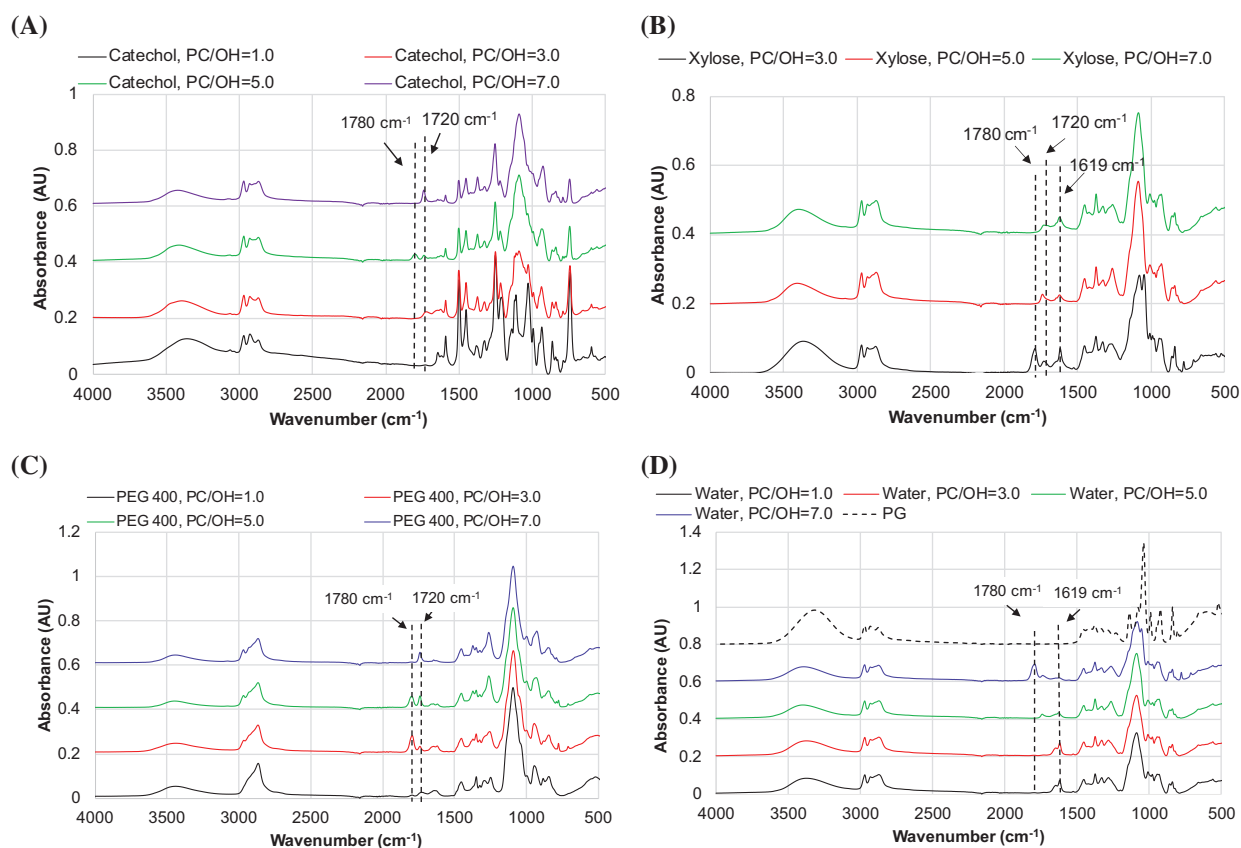 (A)
Catechol, PC/OH=1.0 Catechol, PC/OH=3.0
Catechol, PC/OH=5.0 Catechol, PC/OH=7.0
1
0.8
0.6
0.4
0.2
0
Absorbance (AU)
1780 cm⁻¹
1720 cm⁻¹
4000 3500 3000 2500 2000 1500 1000 500
Wavenumber (cm⁻¹)
(B)
Xylose, PC/OH=3.0 Xylose, PC/OH=5.0 Xylose, PC/OH=7.0
0.8
0.6
0.4
0.2
0
Absorbance (AU)
1780 cm⁻¹
1720 cm⁻¹
1619 cm⁻¹
4000 3500 3000 2500 2000 1500 1000 500
Wavenumber (cm⁻¹)
(C)
PEG 400, PC/OH=1.0 PEG 400, PC/OH=3.0
PEG 400, PC/OH=5.0 PEG 400, PC/OH=7.0
1.2
1
0.8
0.6
0.4
0.2
0
Absorbance (AU)
1780 cm⁻¹
1720 cm⁻¹
4000 3500 3000 2500 2000 1500 1000 500
Wavenumber (cm⁻¹)
(D)
Water, PC/OH=1.0 Water, PC/OH=3.0 Water, PC/OH=5.0
Water, PC/OH=7.0 PG
1.4
1.2
1
0.8
0.6
0.4
0.2
0
Absorbance (AU)
1780 cm⁻¹
1619 cm⁻¹
4000 3500 3000 2500 2000 1500 1000 500
Wavenumber (cm⁻¹)